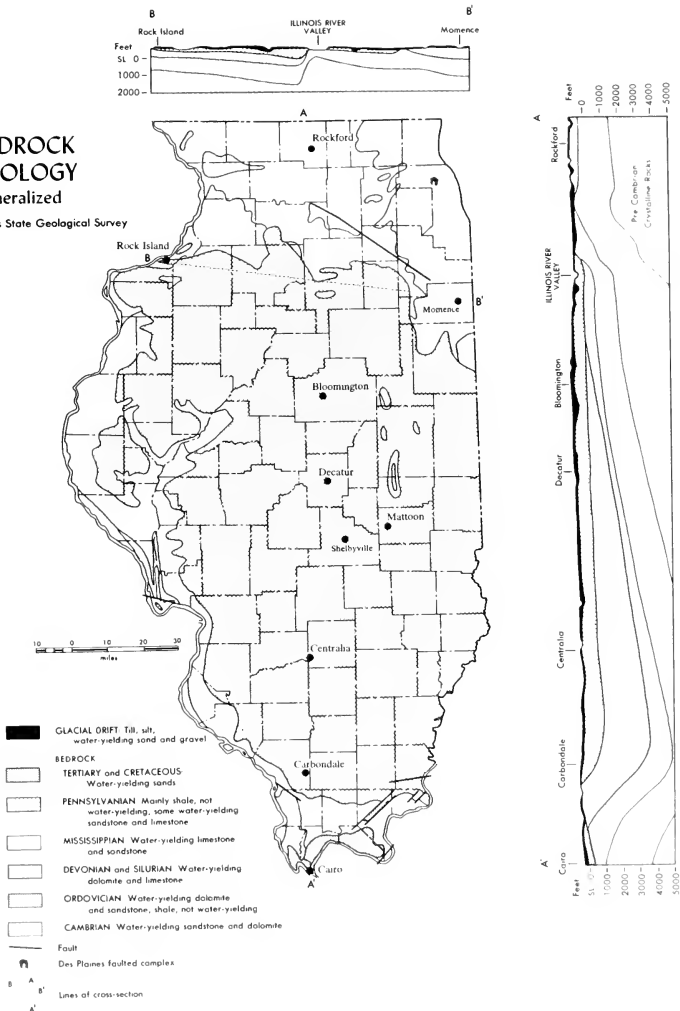 B
B'
Rock Island
ILLINOIS RIVER
VALLEY
Momence
Feet
SL 0
1000
2000
DROCK
OLOGY
neralized
s State Geological Survey
A
Rockford
Rock Island
B
Momence
B'
Bloomington
Decatur
Mattoon
Shelbyville
Centralia
Carbondale
Cairo
A'
10 0 10 20 30
miles
GLACIAL DRIFT: Till, silt,
water-yielding sand and gravel
BEDROCK
TERTIARY and CRETACEOUS
Water-yielding sands
PENNSYLVANIAN Mainly shale, not
water-yielding, some water-yielding
sandstone and limestone
MISSISSIPPIAN Water-yielding limestone
and sandstone
DEVONIAN and SILURIAN Water-yielding
dolomite and limestone
ORDOVICIAN Water-yielding dolomite
and sandstone, shale, not water-yielding
CAMBRIAN Water-yielding sandstone and dolomite
Fault
Des Plaines faulted complex
B A B' A'
Lines of cross-section
A
Feet
0
1000
2000
3000
4000
5000
Rockford
Pre Cambrian
Crystalline Rocks
ILLINOIS RIVER
VALLEY
Bloomington
Decatur
Centralia
Carbondale
Cairo
A'
Feet
SL 0
1000
2000
3000
4000
5000